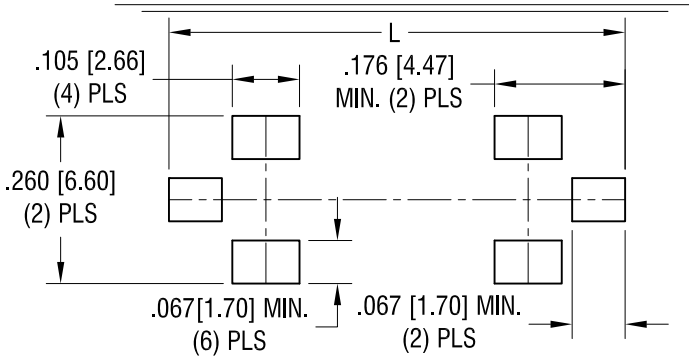 L
.105 [2.66]
(4) PLS
.176 [4.47]
MIN. (2) PLS
.260 [6.60]
(2) PLS
.067[1.70] MIN.
(6) PLS
.067 [1.70] MIN.
(2) PLS